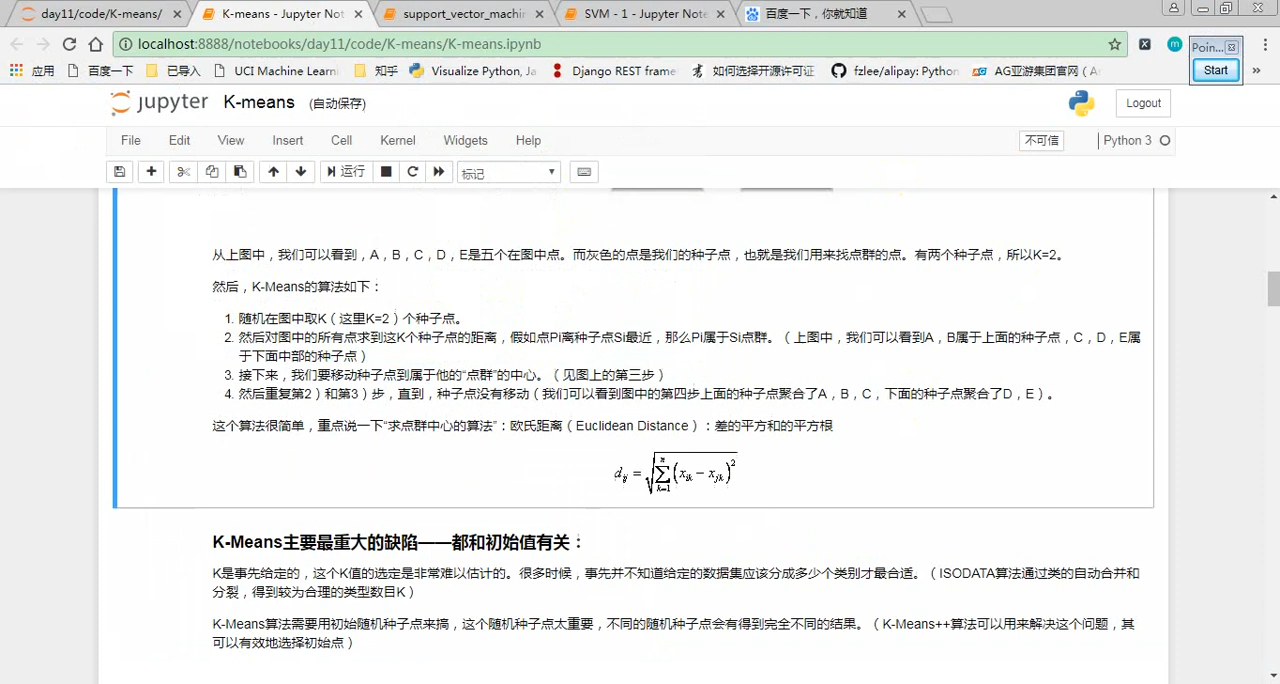 day11/code/K-means/
K-means - Jupyter Not
support_vector_machin
SVM - 1 - Jupyter Note
百度一下，你就知道
localhost:8888/notebooks/day11/code/K-means/K-means.ipynb
Poin...
Start
应用
百度一下
已导入
UCI Machine Learni
知乎
Visualize Python, Ja
Django REST frame
如何选择开源许可证
fzlee/alipay: Python
AG亚游集团官网（A
jupyter K-means (自动保存)
Logout
File Edit View Insert Cell Kernel Widgets Help
不可信
Python 3
运行
标记
从上图中，我们可以看到，A，B，C，D，E是五个在图中点。而灰色的点是我们的种子点，也就是我们用来找点群的点。有两个种子点，所以K=2。
然后，K-Means的算法如下：
1. 随机在图中取K（这里K=2）个种子点。
2. 然后对图中的所有点求到这K个种子点的距离，假如点Pi离种子点Si最近，那么Pi属于Si点群。（上图中，我们可以看到A，B属于上面的种子点，C，D，E属
于下面中部的种子点）
3. 接下来，我们要移动种子点到属于他的“点群”的中心。（见图上的第三步）
4. 然后重复第2）和第3）步，直到，种子点没有移动（我们可以看到图中的第四步上面的种子点聚合了A，B，C，下面的种子点聚合了D，E）。
这个算法很简单，重点说一下“求点群中心的算法”：欧氏距离（Euclidean Distance）：差的平方和的平方根
d_ij = √(∑_{k=1}^{n} (x_ik − x_jk)^2)
K-Means主要最重大的缺陷——都和初始值有关：
K是事先给定的，这个K值的选定是非常难以估计的。很多时候，事先并不知道给定的数据集应该分成多少个类别才最合适。（ISODATA算法通过类的自动合并和
分裂，得到较为合理的类型数目K）
K-Means算法需要用初始随机种子点来搞，这个随机种子点太重要，不同的随机种子点会有得到完全不同的结果。（K-Means++算法可以用来解决这个问题，其
可以有效地选择初始点）